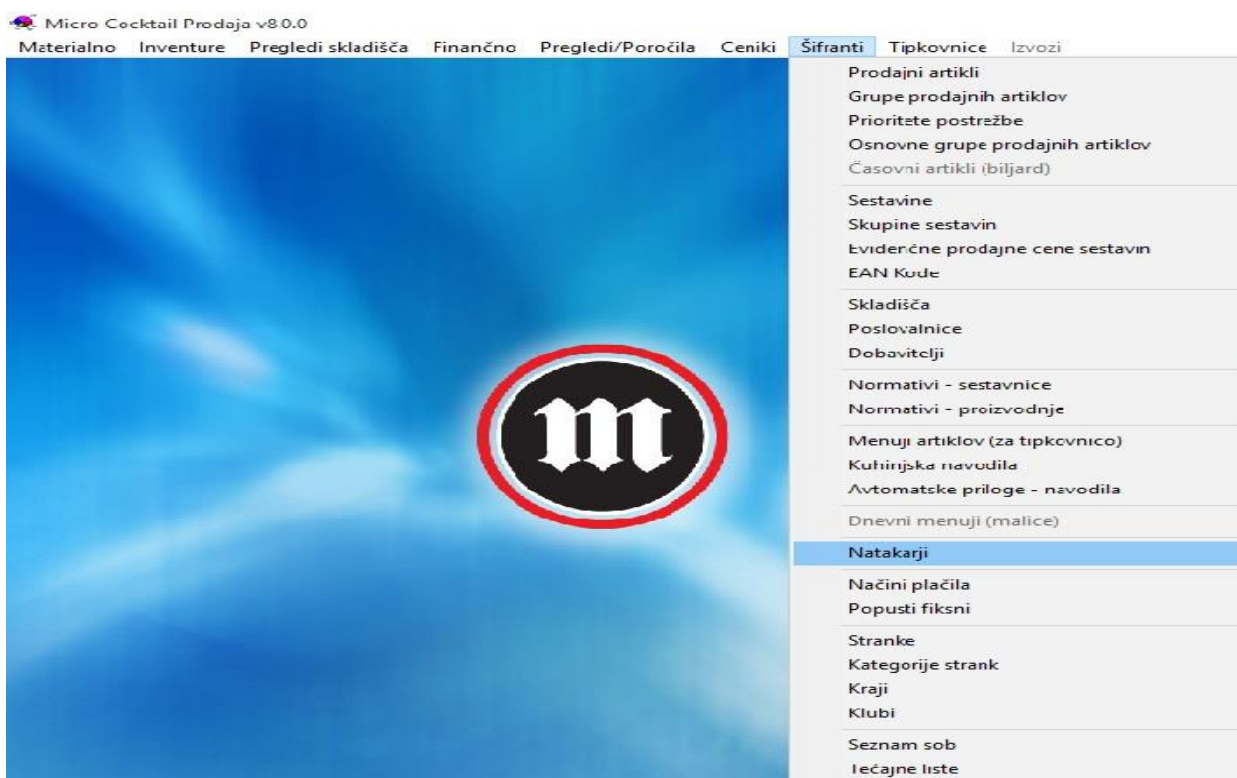 Micro Cocktail Prodaja v8.0.0
Materialno Inventure Pregledi skladišča Finančno Pregledi/Poročila Ceniki Šifranti Tipkovnice Izvozi
Prodajni artikli
Grupe prodajnih artiklov
Prioritete postrežbe
Osnovne grupe prodajnih artiklov
Časovni artikli (biljard)
Sestavine
Skupine sestavin
Evidenčne prodajne cene sestavin
EAN Kode
Skladišča
Poslovalnice
Dobavitelji
Normativi - sestavnice
Normativi - proizvodnje
Menuji artiklov (za tipkovnico)
Kuhinjska navodila
Avtomatske priloge - navodila
Dnevni menuji (malice)
m
Natakarji
Načini plačila
Popusti fiksni
Stranke
Kategorije strank
Kraji
Klubi
Seznam sob
Tečajne liste